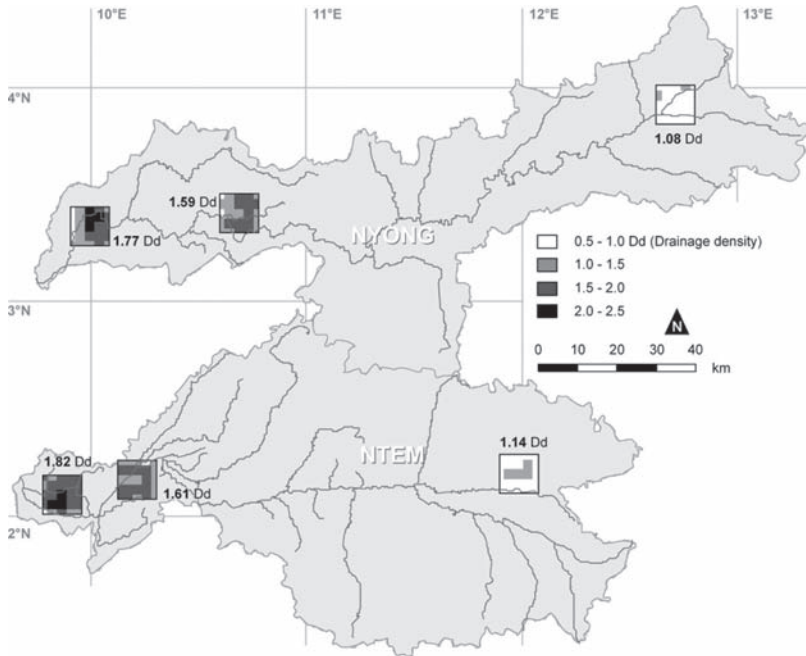 10°E 11°E 12°E 13°E
4°N
1.08 Dd
1.59 Dd
1.77 Dd
NYONG
0.5 - 1.0 Dd (Drainage density)
1.0 - 1.5
1.5 - 2.0
2.0 - 2.5
N
3°N
0 10 20 30 40
km
NTEM
1.14 Dd
1.82 Dd
1.61 Dd
2°N